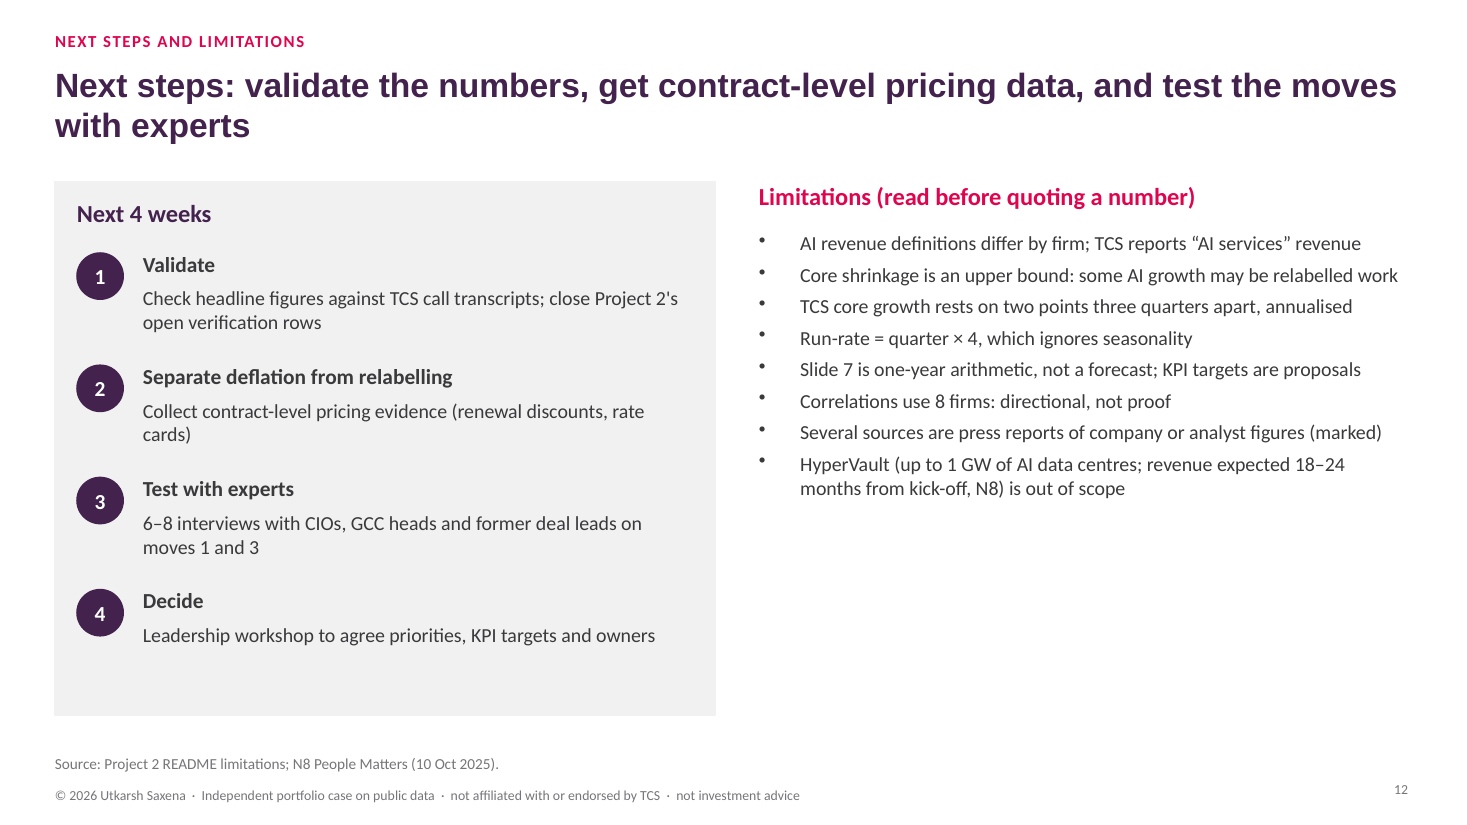 NEXT STEPS AND LIMITATIONS
Next steps: validate the numbers, get contract-level pricing data, and test the moves
with experts
Next 4 weeks
1
Validate
Check headline figures against TCS call transcripts; close Project 2's
open verification rows
2
Separate deflation from relabelling
Collect contract-level pricing evidence (renewal discounts, rate
cards)
3
Test with experts
6–8 interviews with CIOs, GCC heads and former deal leads on
moves 1 and 3
4
Decide
Leadership workshop to agree priorities, KPI targets and owners
Limitations (read before quoting a number)
• AI revenue definitions differ by firm; TCS reports “AI services” revenue
• Core shrinkage is an upper bound: some AI growth may be relabelled work
• TCS core growth rests on two points three quarters apart, annualised
• Run-rate = quarter × 4, which ignores seasonality
• Slide 7 is one-year arithmetic, not a forecast; KPI targets are proposals
• Correlations use 8 firms: directional, not proof
• Several sources are press reports of company or analyst figures (marked)
• HyperVault (up to 1 GW of AI data centres; revenue expected 18–24
months from kick-off, N8) is out of scope
Source: Project 2 README limitations; N8 People Matters (10 Oct 2025).
© 2026 Utkarsh Saxena · Independent portfolio case on public data · not affiliated with or endorsed by TCS · not investment advice
12